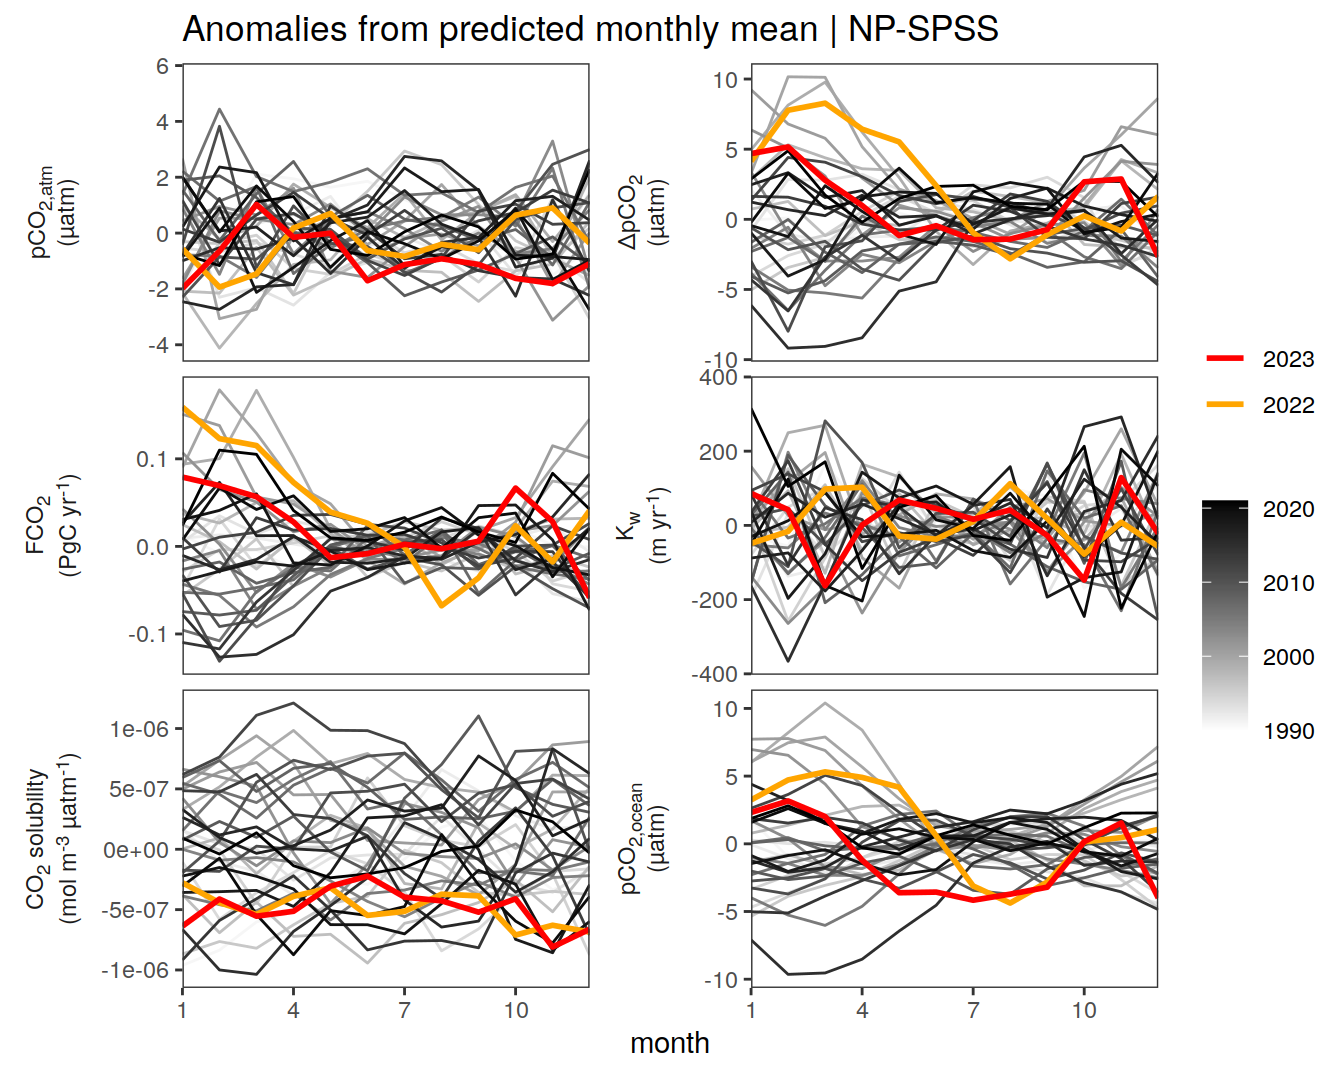 Anomalies from predicted monthly mean | NP-SPSS
pCO2,atm
(µatm)
6
4
2
0
-2
-4
ΔpCO2
(µatm)
10
5
0
-5
-10
FCO2
(PgC yr-1)
0.1
0.0
-0.1
Kw
(m yr-1)
400
200
0
-200
-400
CO2 solubility
(mol m-3 µatm-1)
1e-06
5e-07
0e+00
-5e-07
-1e-06
1 4 7 10
pCO2,ocean
(µatm)
10
5
0
-5
-10
1 4 7 10
month
2023
2022
2020
2010
2000
1990